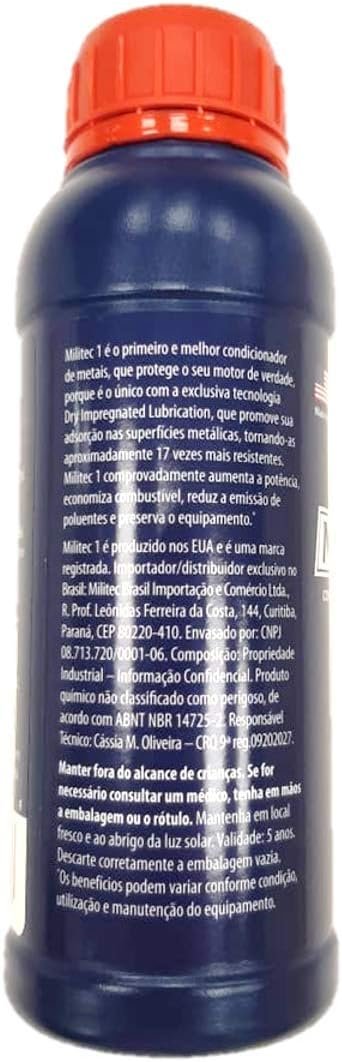 Militec 1 é o primeiro e melhor condicionador
de metais, que protege o seu motor de verdade,
porque é o único com a exclusiva tecnologia
Dry Impregnated Lubrication, que promove sua
adsorção nas superfícies metálicas, tornando-as
aproximadamente 17 vezes mais resistentes.
Militec 1 comprovadamente aumenta a potência,
economiza combustível, reduz a emissão de
poluentes e preserva o equipamento.*
Militec 1 é produzido nos EUA e é uma marca
registrada. Importador/distribuidor exclusivo no
Brasil: Militec Brasil Importação e Comércio Ltda.,
R. Prof. Leônidas Ferreira da Costa, 144, Curitiba,
Paraná, CEP 80220-410. Envasado por: CNPJ
08.713.720/0001-06. Composição: Propriedade
Industrial – Informação Confidencial. Produto
químico não classificado como perigoso, de
acordo com ABNT NBR 14725-2. Responsável
Técnico: Cássia M. Oliveira – CRQ 9ª reg.09202027.
Manter fora do alcance de crianças. Se for
necessário consultar um médico, tenha em mãos
a embalagem ou o rótulo. Mantenha em local
fresco e ao abrigo da luz solar. Validade: 5 anos.
Descarte corretamente a embalagem vazia.
*Os benefícios podem variar conforme condição,
utilização e manutenção do equipamento.